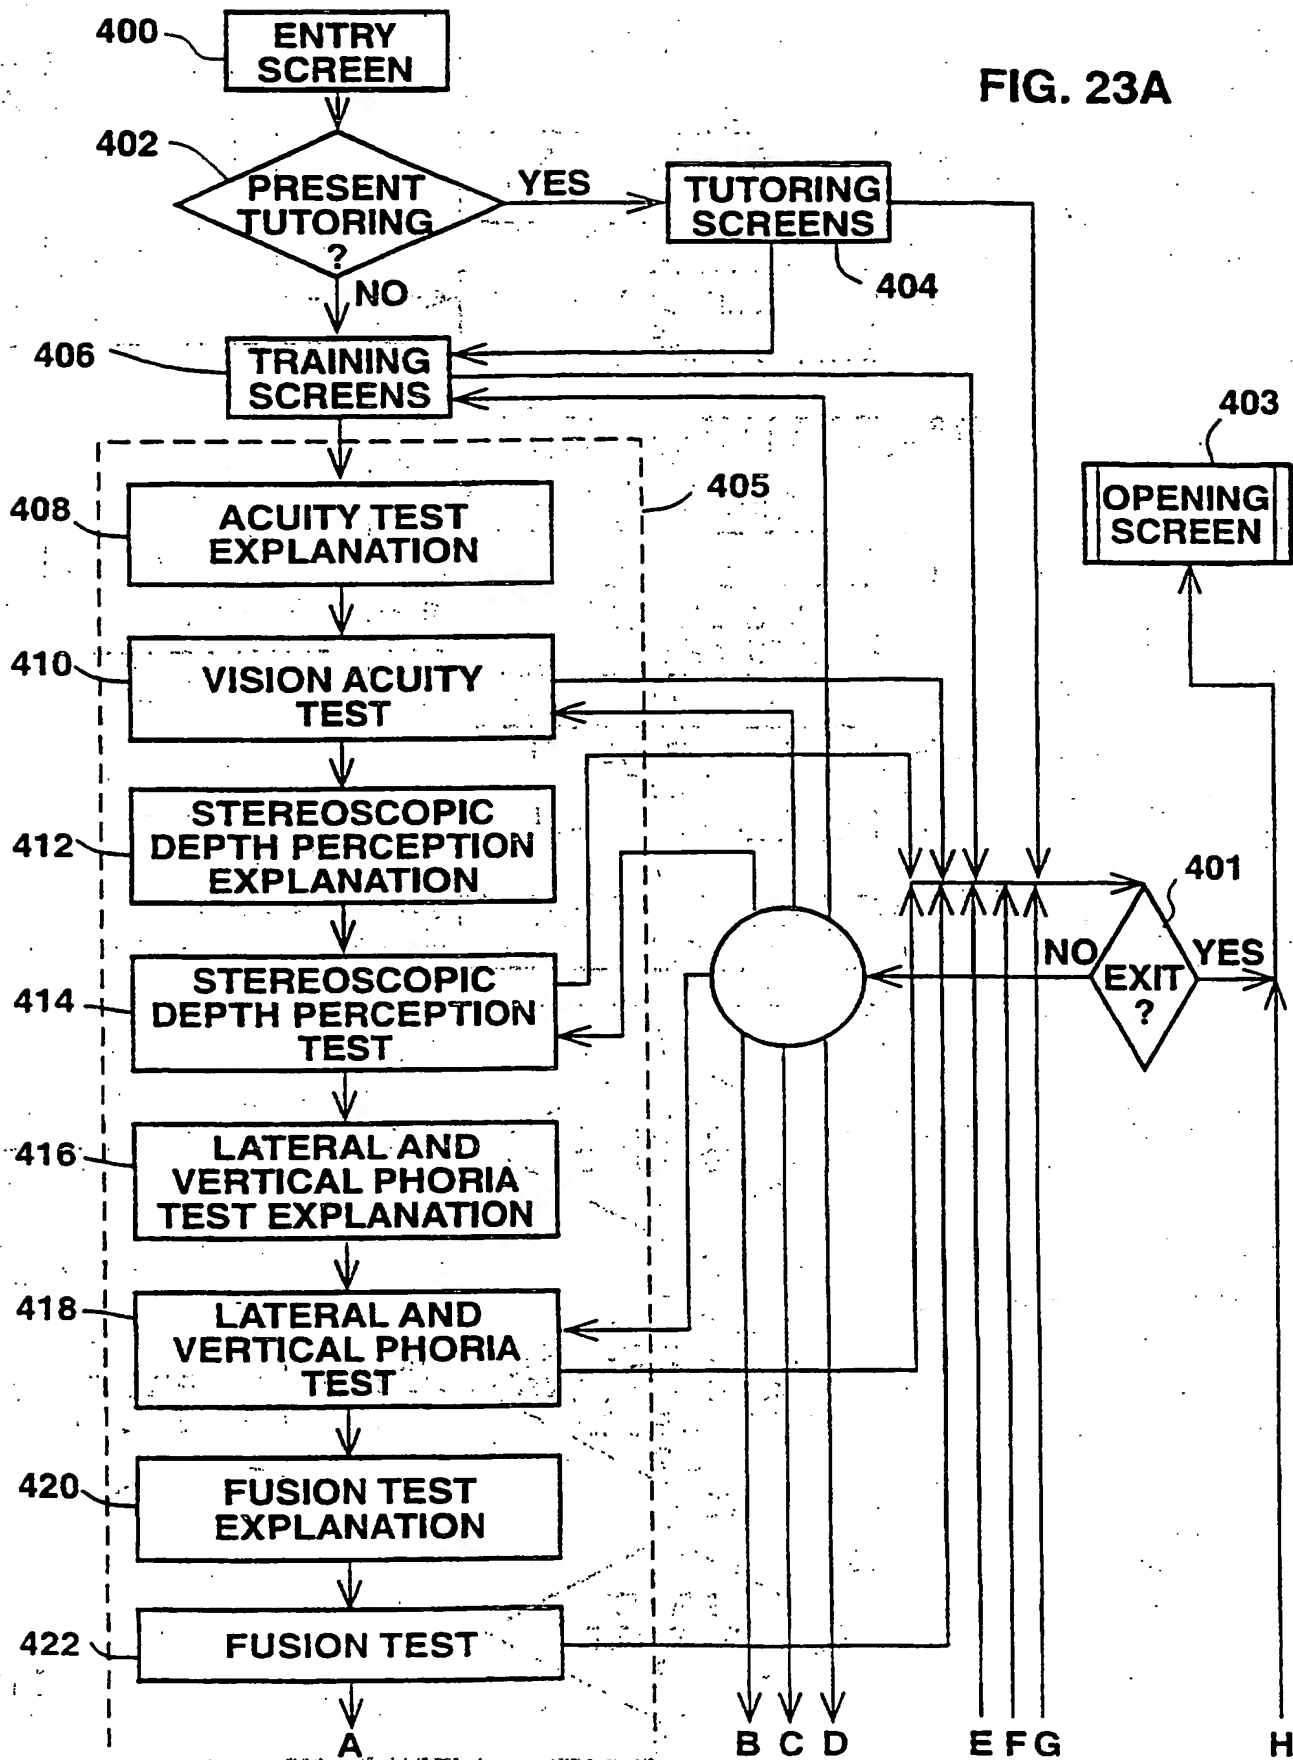 400
ENTRY
SCREEN
FIG. 23A
402
PRESENT
TUTORING
?
YES
TUTORING
SCREENS
404
NO
406
TRAINING
SCREENS
403
OPENING
SCREEN
405
408
ACUITY TEST
EXPLANATION
410
VISION ACUITY
TEST
412
STEREOSCOPIC
DEPTH PERCEPTION
EXPLANATION
401
NO
YES
EXIT
?
414
STEREOSCOPIC
DEPTH PERCEPTION
TEST
416
LATERAL AND
VERTICAL PHORIA
TEST EXPLANATION
418
LATERAL AND
VERTICAL PHORIA
TEST
420
FUSION TEST
EXPLANATION
422
FUSION TEST
A
B C D
E F G
H